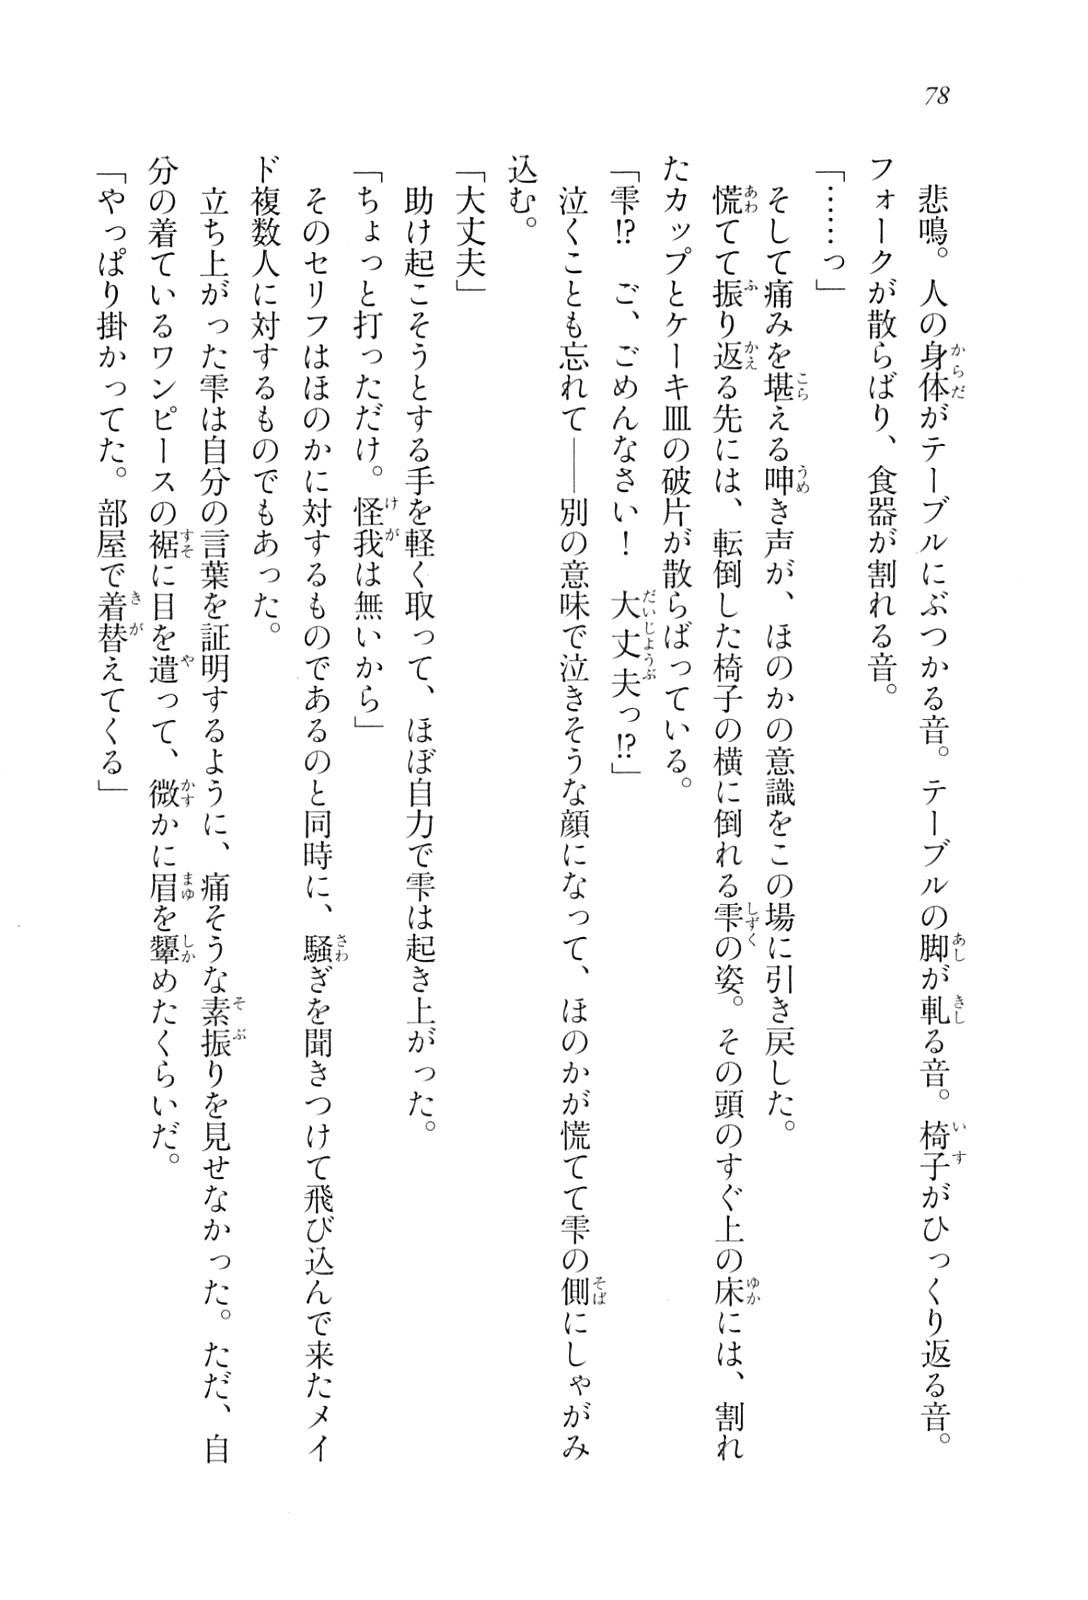 78
悲鳴。人の身体がテーブルにぶつかる音。テーブルの脚が軋る音。椅子がひっくり返る音。
フォークが散らばり、食器が割れる音。
「……っ」
そして痛みを堪える呻き声が、ほのかの意識をこの場に引き戻した。
慌てて振り返る先には、転倒した椅子の横に倒れる雫の姿。その頭のすぐ上の床には、割れ
たカップとケーキ皿の破片が散らばっている。
「雫!?　ご、ごめんなさい！　大丈夫っ!?」
泣くことも忘れて――別の意味で泣きそうな顔になって、ほのかが慌てて雫の側にしゃがみ
込む。
「大丈夫」
助け起こそうとする手を軽く取って、ほぼ自力で雫は起き上がった。
「ちょっと打っただけ。怪我は無いから」
そのセリフはほのかに対するものであるのと同時に、騒ぎを聞きつけて飛び込んで来たメイ
ド複数人に対するものでもあった。
立ち上がった雫は自分の言葉を証明するように、痛そうな素振りを見せなかった。ただ、自
分の着ているワンピースの裾に目を遣って、微かに眉を顰めたくらいだ。
「やっぱり掛かってた。部屋で着替えてくる」